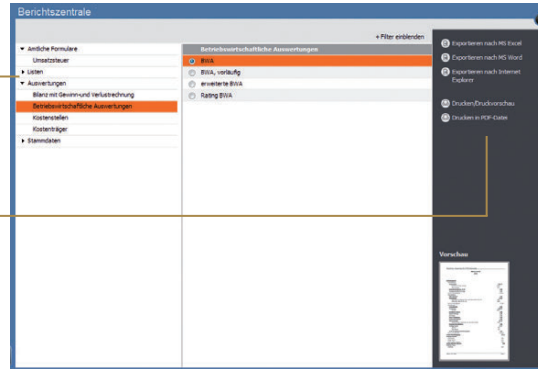 Berichtszentrale
+ Filter einblenden
Amtliche Formulare
Umsatzsteuer
Listen
Auswertungen
Bilanz mit Gewinn-und Verlustrechnung
Betriebswirtschaftliche Auswertungen
Kostenstellen
Kostenträger
Stammdaten
Betriebswirtschaftliche Auswertungen
BWA
BWA, vorläufig
erweiterte BWA
Rating BWA
Exportieren nach MS Excel
Exportieren nach MS Word
Exportieren nach Internet
Explorer
Drucken/Druckvorschau
Drucken in PDF-Datei
Vorschau